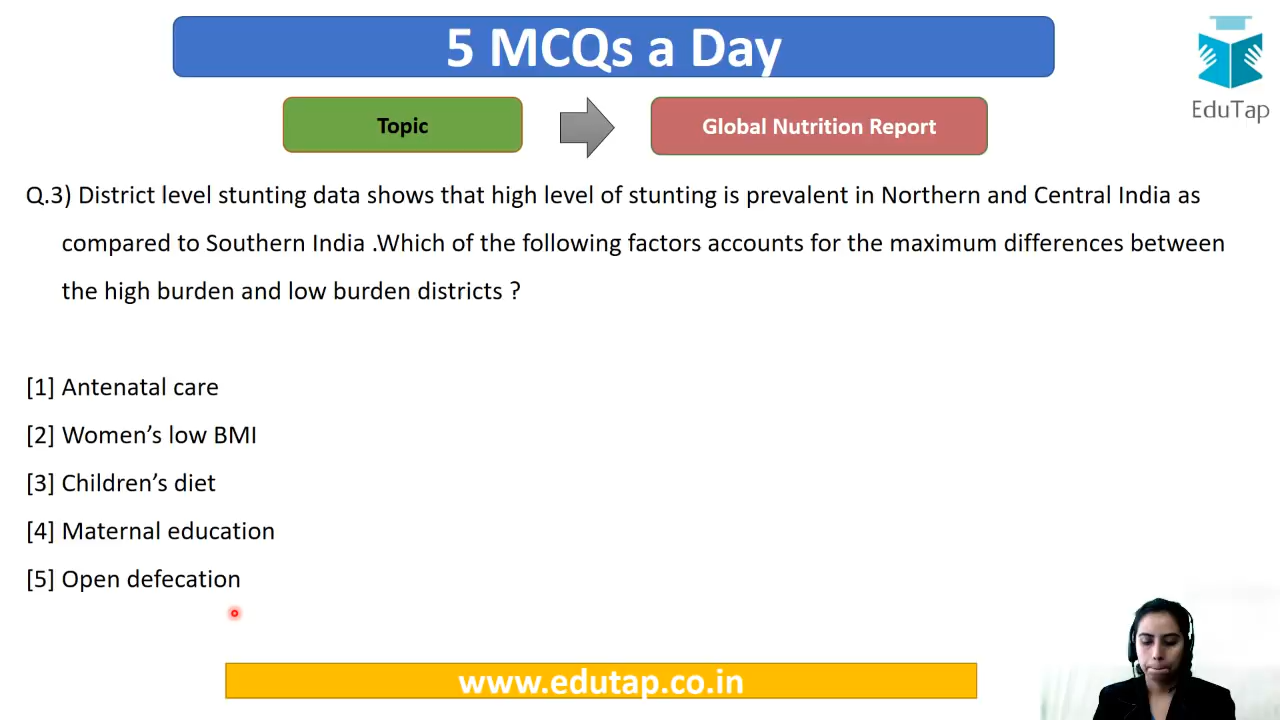 5 MCQs a Day
EduTap
Topic
Global Nutrition Report
Q.3) District level stunting data shows that high level of stunting is prevalent in Northern and Central India as
compared to Southern India .Which of the following factors accounts for the maximum differences between
the high burden and low burden districts ?
[1] Antenatal care
[2] Women’s low BMI
[3] Children’s diet
[4] Maternal education
[5] Open defecation
www.edutap.co.in